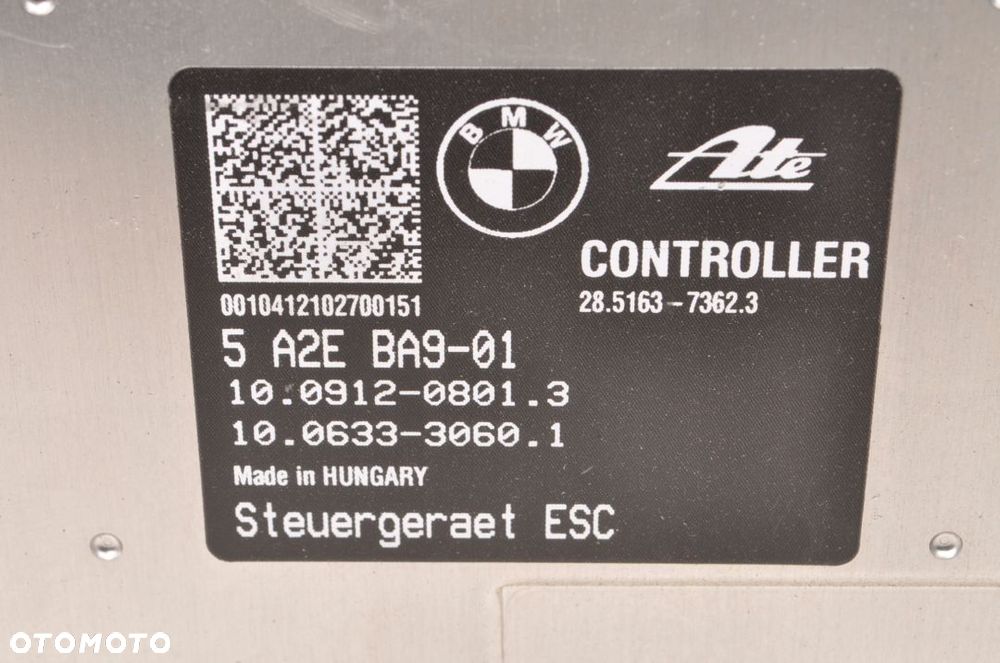 BMW
Ate
CONTROLLER
28.5163-7362.3
0010412102700151
5 A2E BA9-01
10.0912-0801.3
10.0633-3060.1
Made in HUNGARY
Steuergeraet ESC
OTOMOTO